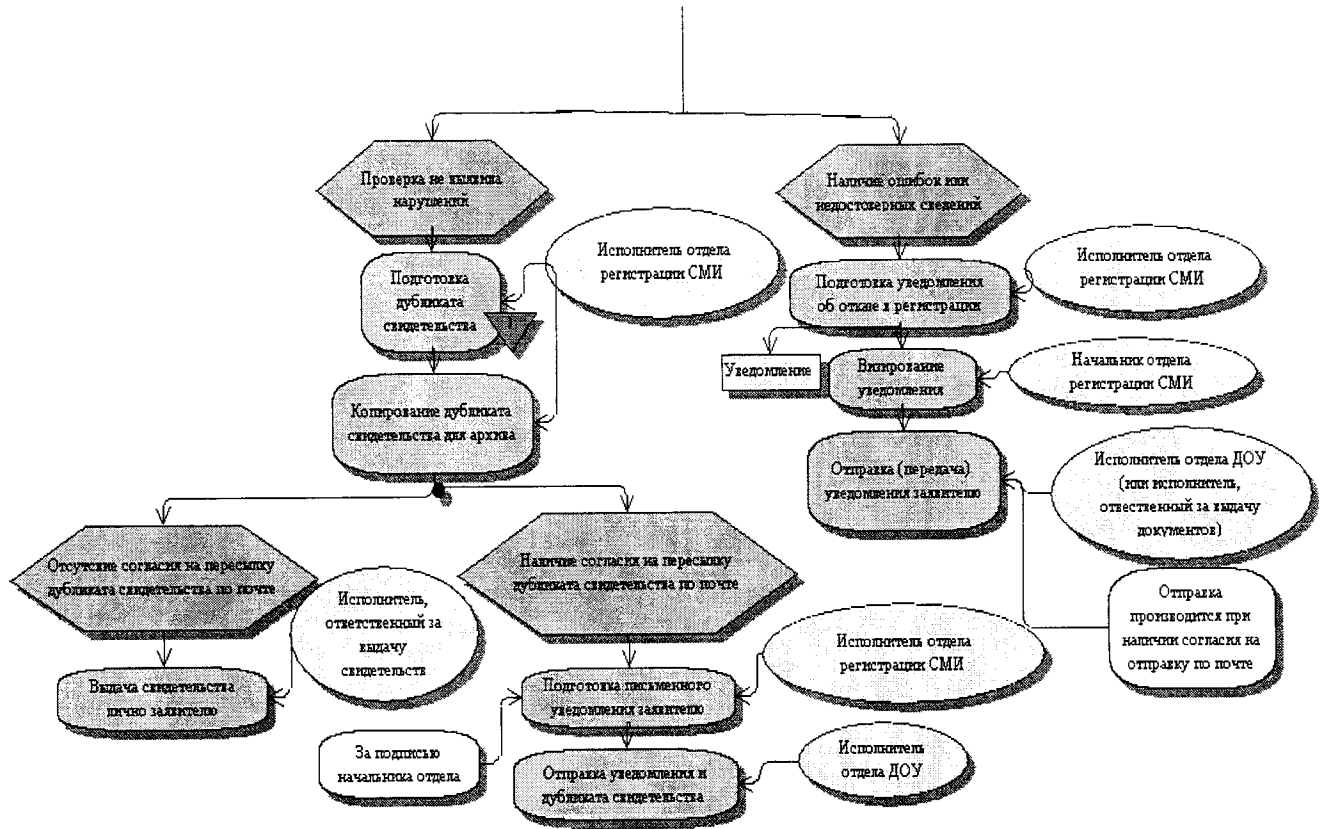 Проверка не выявила
нарушений
Наличие ошибок или
недостоверных сведений
Исполнитель отдела
регистрации СМИ
Подготовка
дубликата
свидетельства
Исполнитель отдела
регистрации СМИ
Подготовка уведомления
об отказе в регистрации
Уведомление
Визирование
уведомления
Начальник отдела
регистрации СМИ
Копирование дубликата
свидетельства для архива
Отправка (передача)
уведомления заявителю
Исполнитель отдела ДОУ
(или исполнитель,
отвественный за выдачу
документов)
Отсутсвие согласия на пересылку
дубликата свидетельства по почте
Наличие согласия на пересылку
дубликата свидетельства по почте
Исполнитель,
ответственный за
выдачу
свидетельств
Отправка
производится при
наличии согласия на
отправку по почте
Исполнитель отдела
регистрации СМИ
Выдача свидетельства
лично заявителю
Подготовка письменного
уведомления заявителю
За подписью
начальника отдела
Отправка уведомления и
дубликата свидетельства
Исполнитель
отдела ДОУ